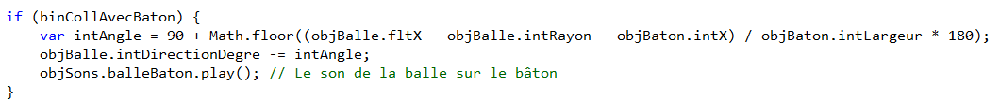 if (binCollAvecBaton) {
    var intAngle = 90 + Math.floor((objBalle.fltX - objBalle.intRayon - objBaton.intX) / objBaton.intLargeur * 180);
    objBalle.intDirectionDegre -= intAngle;
    objSons.balleBaton.play(); // Le son de la balle sur le bâton
}